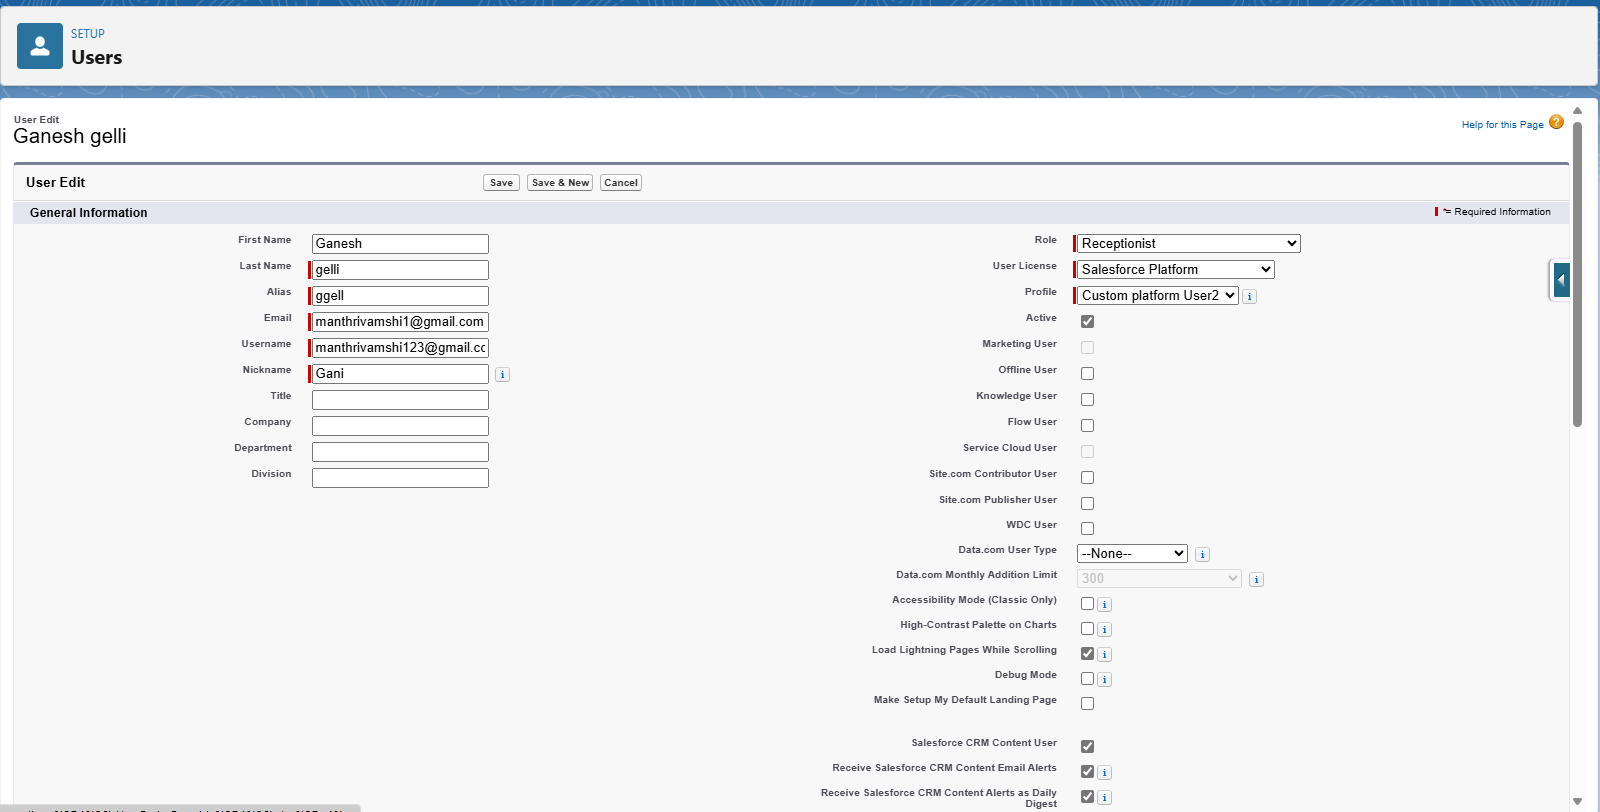 SETUP
Users
User Edit
Ganesh gelli
Help for this Page
User Edit
Save
Save & New
Cancel
General Information
*= Required Information
First Name
Ganesh
Last Name
gelli
Alias
ggell
Email
manthrivamshi1@gmail.com
Username
manthrivamshi123@gmail.cc
Nickname
Gani
i
Title
Company
Department
Division
Role
Receptionist
User License
Salesforce Platform
Profile
Custom platform User2
i
Active
Marketing User
Offline User
Knowledge User
Flow User
Service Cloud User
Site.com Contributor User
Site.com Publisher User
WDC User
Data.com User Type
--None--
i
Data.com Monthly Addition Limit
300
i
Accessibility Mode (Classic Only)
i
High-Contrast Palette on Charts
i
Load Lightning Pages While Scrolling
i
Debug Mode
i
Make Setup My Default Landing Page
Salesforce CRM Content User
Receive Salesforce CRM Content Email Alerts
i
Receive Salesforce CRM Content Alerts as Daily
Digest
i